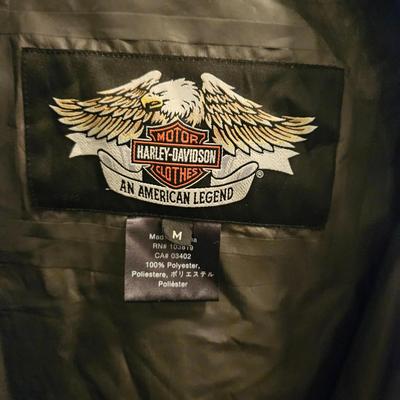 MOTOR
HARLEY-DAVIDSON
CLOTHES
AN AMERICAN LEGEND ®
M
RN# 103819
CA# 03402
100% Polyester,
Poliestere, ポリエステル
Poliéster